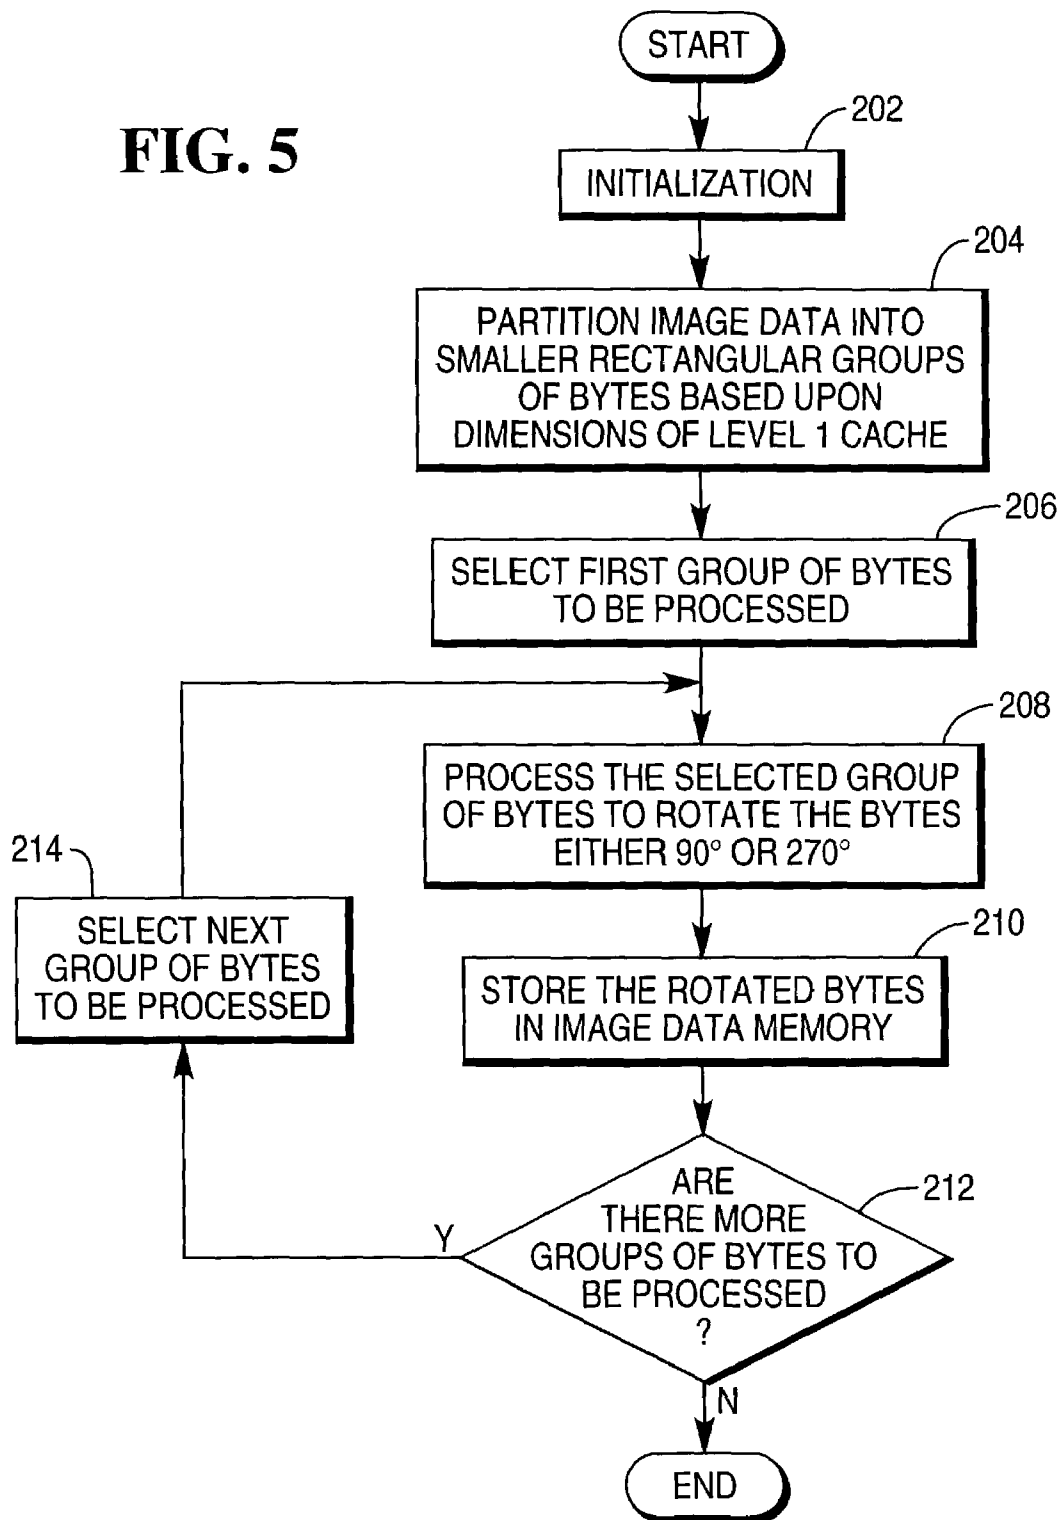 START
FIG. 5
202
INITIALIZATION
204
PARTITION IMAGE DATA INTO
SMALLER RECTANGULAR GROUPS
OF BYTES BASED UPON
DIMENSIONS OF LEVEL 1 CACHE
206
SELECT FIRST GROUP OF BYTES
TO BE PROCESSED
208
PROCESS THE SELECTED GROUP
OF BYTES TO ROTATE THE BYTES
EITHER 90° OR 270°
214
SELECT NEXT
GROUP OF BYTES
TO BE PROCESSED
210
STORE THE ROTATED BYTES
IN IMAGE DATA MEMORY
212
ARE
THERE MORE
GROUPS OF BYTES TO
BE PROCESSED
?
Y
N
END